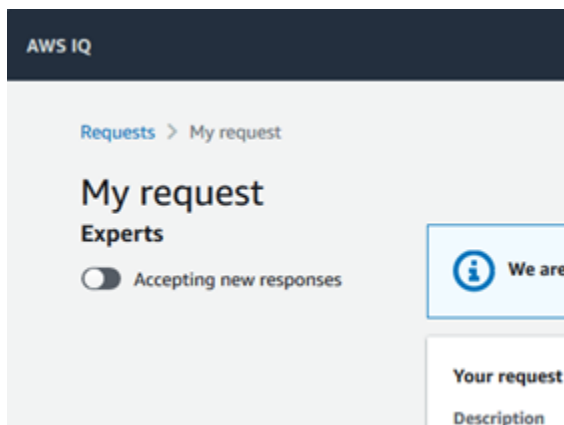 AWS IQ
Requests > My request
My request
Experts
Accepting new responses
We are
Your request
Description